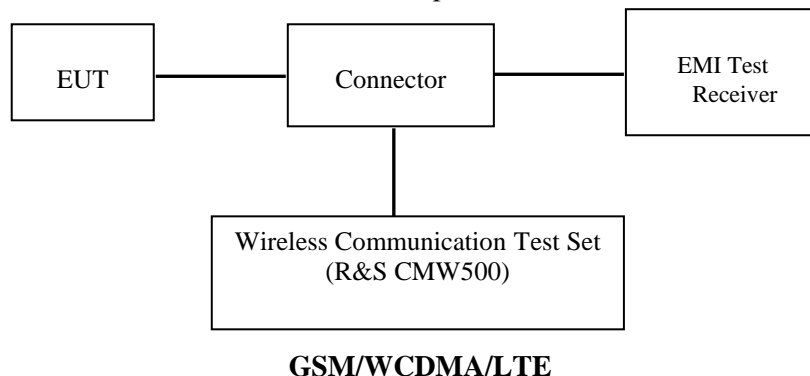 EUT
Connector
EMI Test
Receiver
Wireless Communication Test Set
(R&S CMW500)
GSM/WCDMA/LTE